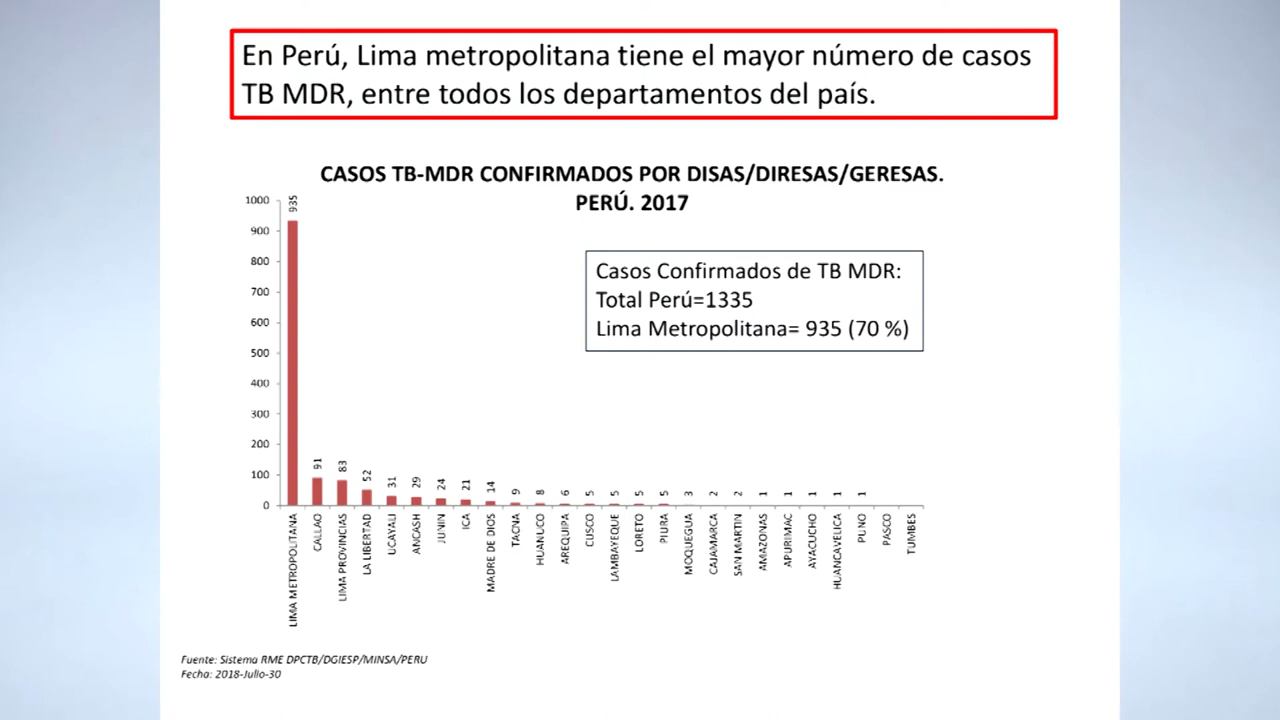 En Perú, Lima metropolitana tiene el mayor número de casos
TB MDR, entre todos los departamentos del país.
CASOS TB-MDR CONFIRMADOS POR DISAS/DIRESAS/GERESAS.
PERÚ. 2017
1000
900
800
700
600
500
400
300
200
100
0
935
91
83
52
31
29
24
21
14
9
8
6
5
5
5
5
3
2
2
1
1
1
1
1
Casos Confirmados de TB MDR:
Total Perú=1335
Lima Metropolitana= 935 (70 %)
LIMA METROPOLITANA
CALLAO
LIMA PROVINCIAS
LA LIBERTAD
UCAYALI
ANCASH
JUNIN
ICA
MADRE DE DIOS
TACNA
HUANUCO
AREQUIPA
CUSCO
LAMBAYEQUE
LORETO
PIURA
MOQUEGUA
CAJAMARCA
SAN MARTIN
AMAZONAS
APURIMAC
AYACUCHO
HUANCAVELICA
PUNO
PASCO
TUMBES
Fuente: Sistema RME DPCTB/DGIESP/MINSA/PERU
Fecha: 2018-Julio-30